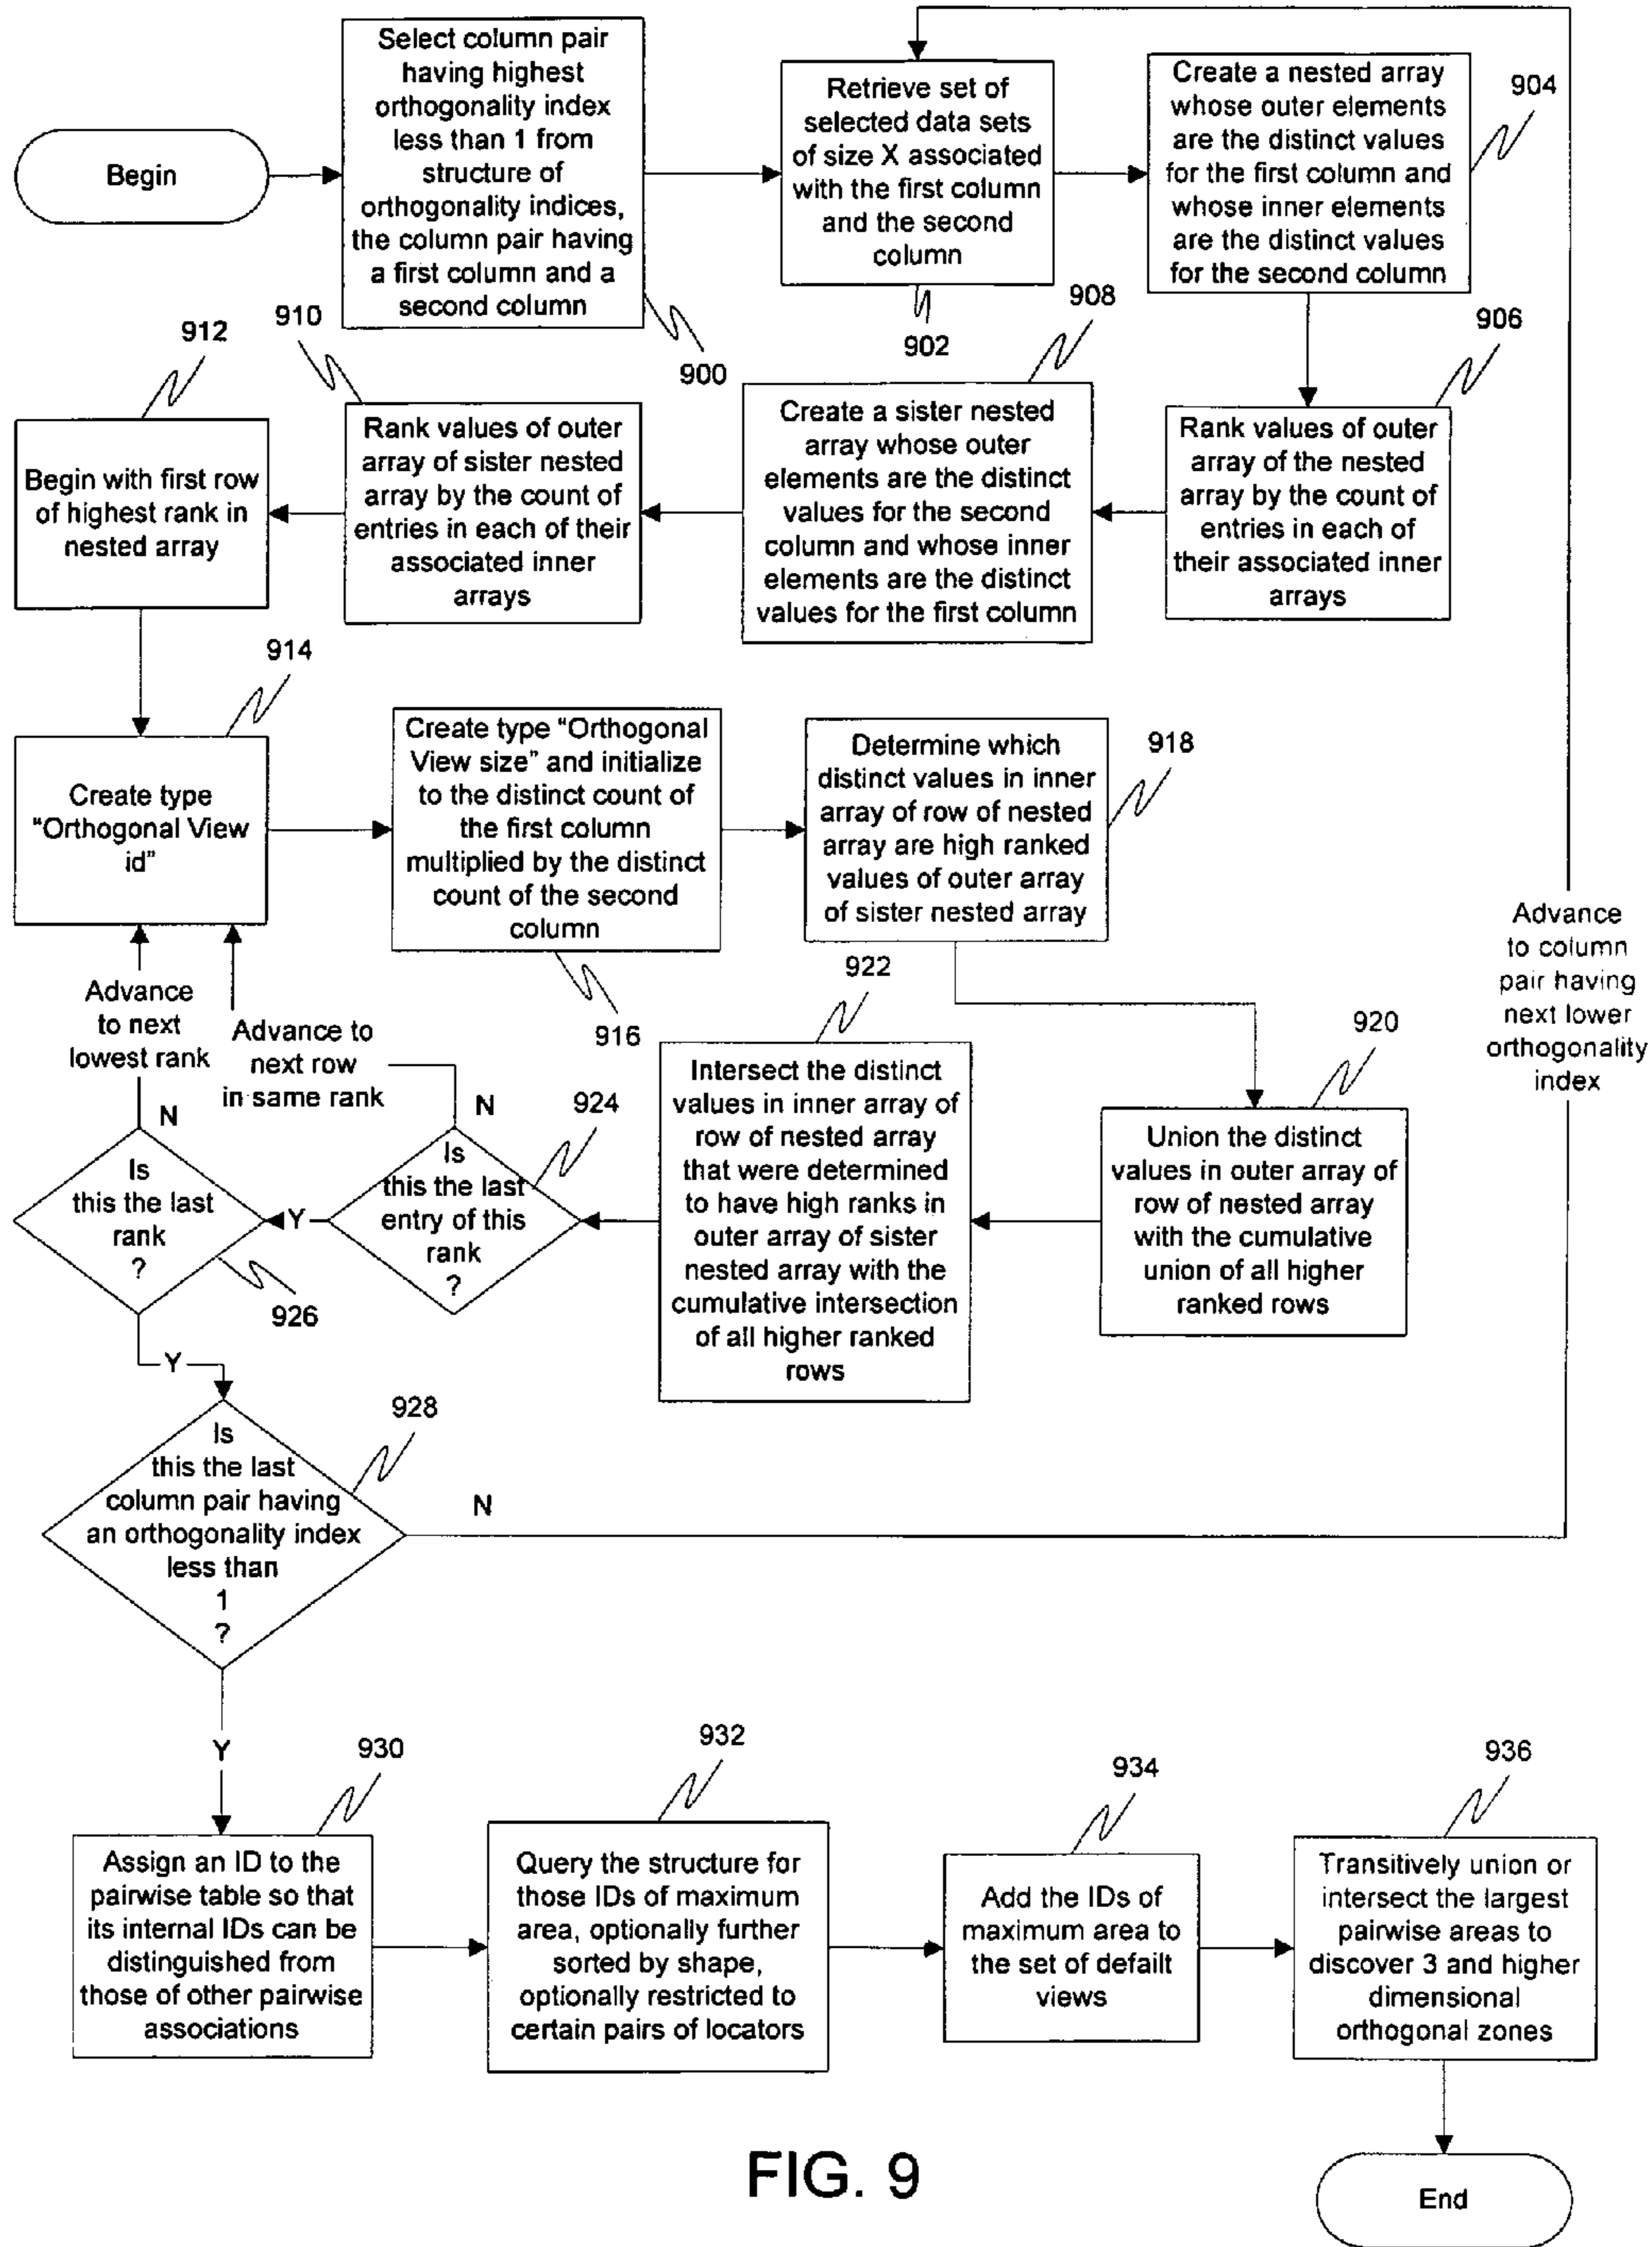 Begin
Select column pair
having highest
orthogonality index
less than 1 from
structure of
orthogonality indices,
the column pair having
a first column and a
second column
900
Retrieve set of
selected data sets
of size X associated
with the first column
and the second
column
902
Create a nested array
whose outer elements
are the distinct values
for the first column and
whose inner elements
are the distinct values
for the second column
904
Rank values of outer
array of the nested
array by the count of
entries in each of
their associated inner
arrays
906
Create a sister nested
array whose outer
elements are the distinct
values for the second
column and whose inner
elements are the distinct
values for the first column
908
Rank values of outer
array of sister nested
array by the count of
entries in each of their
associated inner
arrays
910
Begin with first row
of highest rank in
nested array
912
Create type
“Orthogonal View
id”
914
Create type “Orthogonal
View size” and initialize
to the distinct count of
the first column
multiplied by the distinct
count of the second
column
916
Determine which
distinct values in inner
array of row of nested
array are high ranked
values of outer array
of sister nested array
918
Union the distinct
values in outer array of
row of nested array
with the cumulative
union of all higher
ranked rows
920
Intersect the distinct
values in inner array of
row of nested array
that were determined
to have high ranks in
outer array of sister
nested array with the
cumulative intersection
of all higher ranked
rows
922
Is
this the last
entry of this
rank
?
924
N
Advance to
next row
in same rank
Y
Is
this the last
rank
?
926
N
Advance
to next
lowest rank
Y
Is
this the last
column pair having
an orthogonality index
less than
1
?
928
N
Advance
to column
pair having
next lower
orthogonality
index
Y
Assign an ID to the
pairwise table so that
its internal IDs can be
distinguished from
those of other pairwise
associations
930
Query the structure for
those IDs of maximum
area, optionally further
sorted by shape,
optionally restricted to
certain pairs of locators
932
Add the IDs of
maximum area to
the set of defailt
views
934
Transitively union or
intersect the largest
pairwise areas to
discover 3 and higher
dimensional
orthogonal zones
936
End
FIG. 9